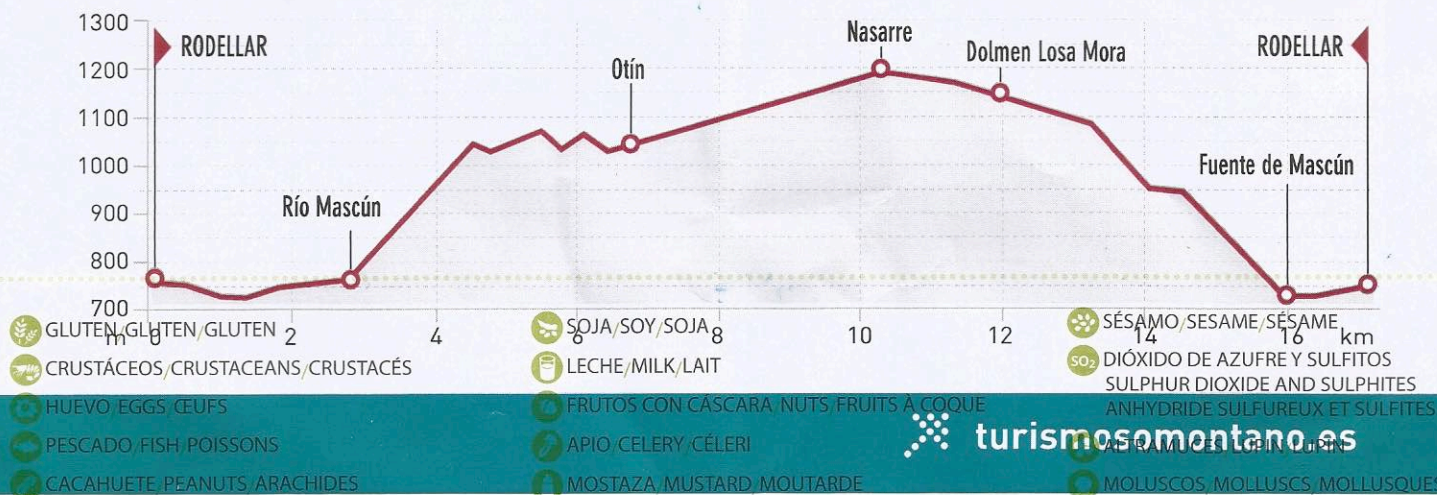 1300
RODELLAR
Nasarre
Dolmen Losa Mora
RODELLAR
1200
Otín
1100
1000
Fuente de Mascún
900
Río Mascún
800
700
m 0 2 4 6 8 10 12 14 16 km
GLUTEN/GLUTEN/GLUTEN
CRUSTÁCEOS/CRUSTACEANS/CRUSTACÉS
HUEVO/EGGS/ŒUFS
PESCADO/FISH/POISSONS
CACAHUETE/PEANUTS/ARACHIDES
SOJA/SOY/SOJA
LECHE/MILK/LAIT
FRUTOS CON CÁSCARA/NUTS/FRUITS À COQUE
APIO/CELERY/CÉLERI
MOSTAZA/MUSTARD/MOUTARDE
SÉSAMO/SESAME/SÉSAME
SO₂ DIÓXIDO DE AZUFRE Y SULFITOS
SULPHUR DIOXIDE AND SULPHITES
ANHYDRIDE SULFUREUX ET SULFITES
ALTRAMUCES/LUPIN/LUPIN
MOLUSCOS/MOLLUSCS/MOLLUSQUES
turismosomontano.es